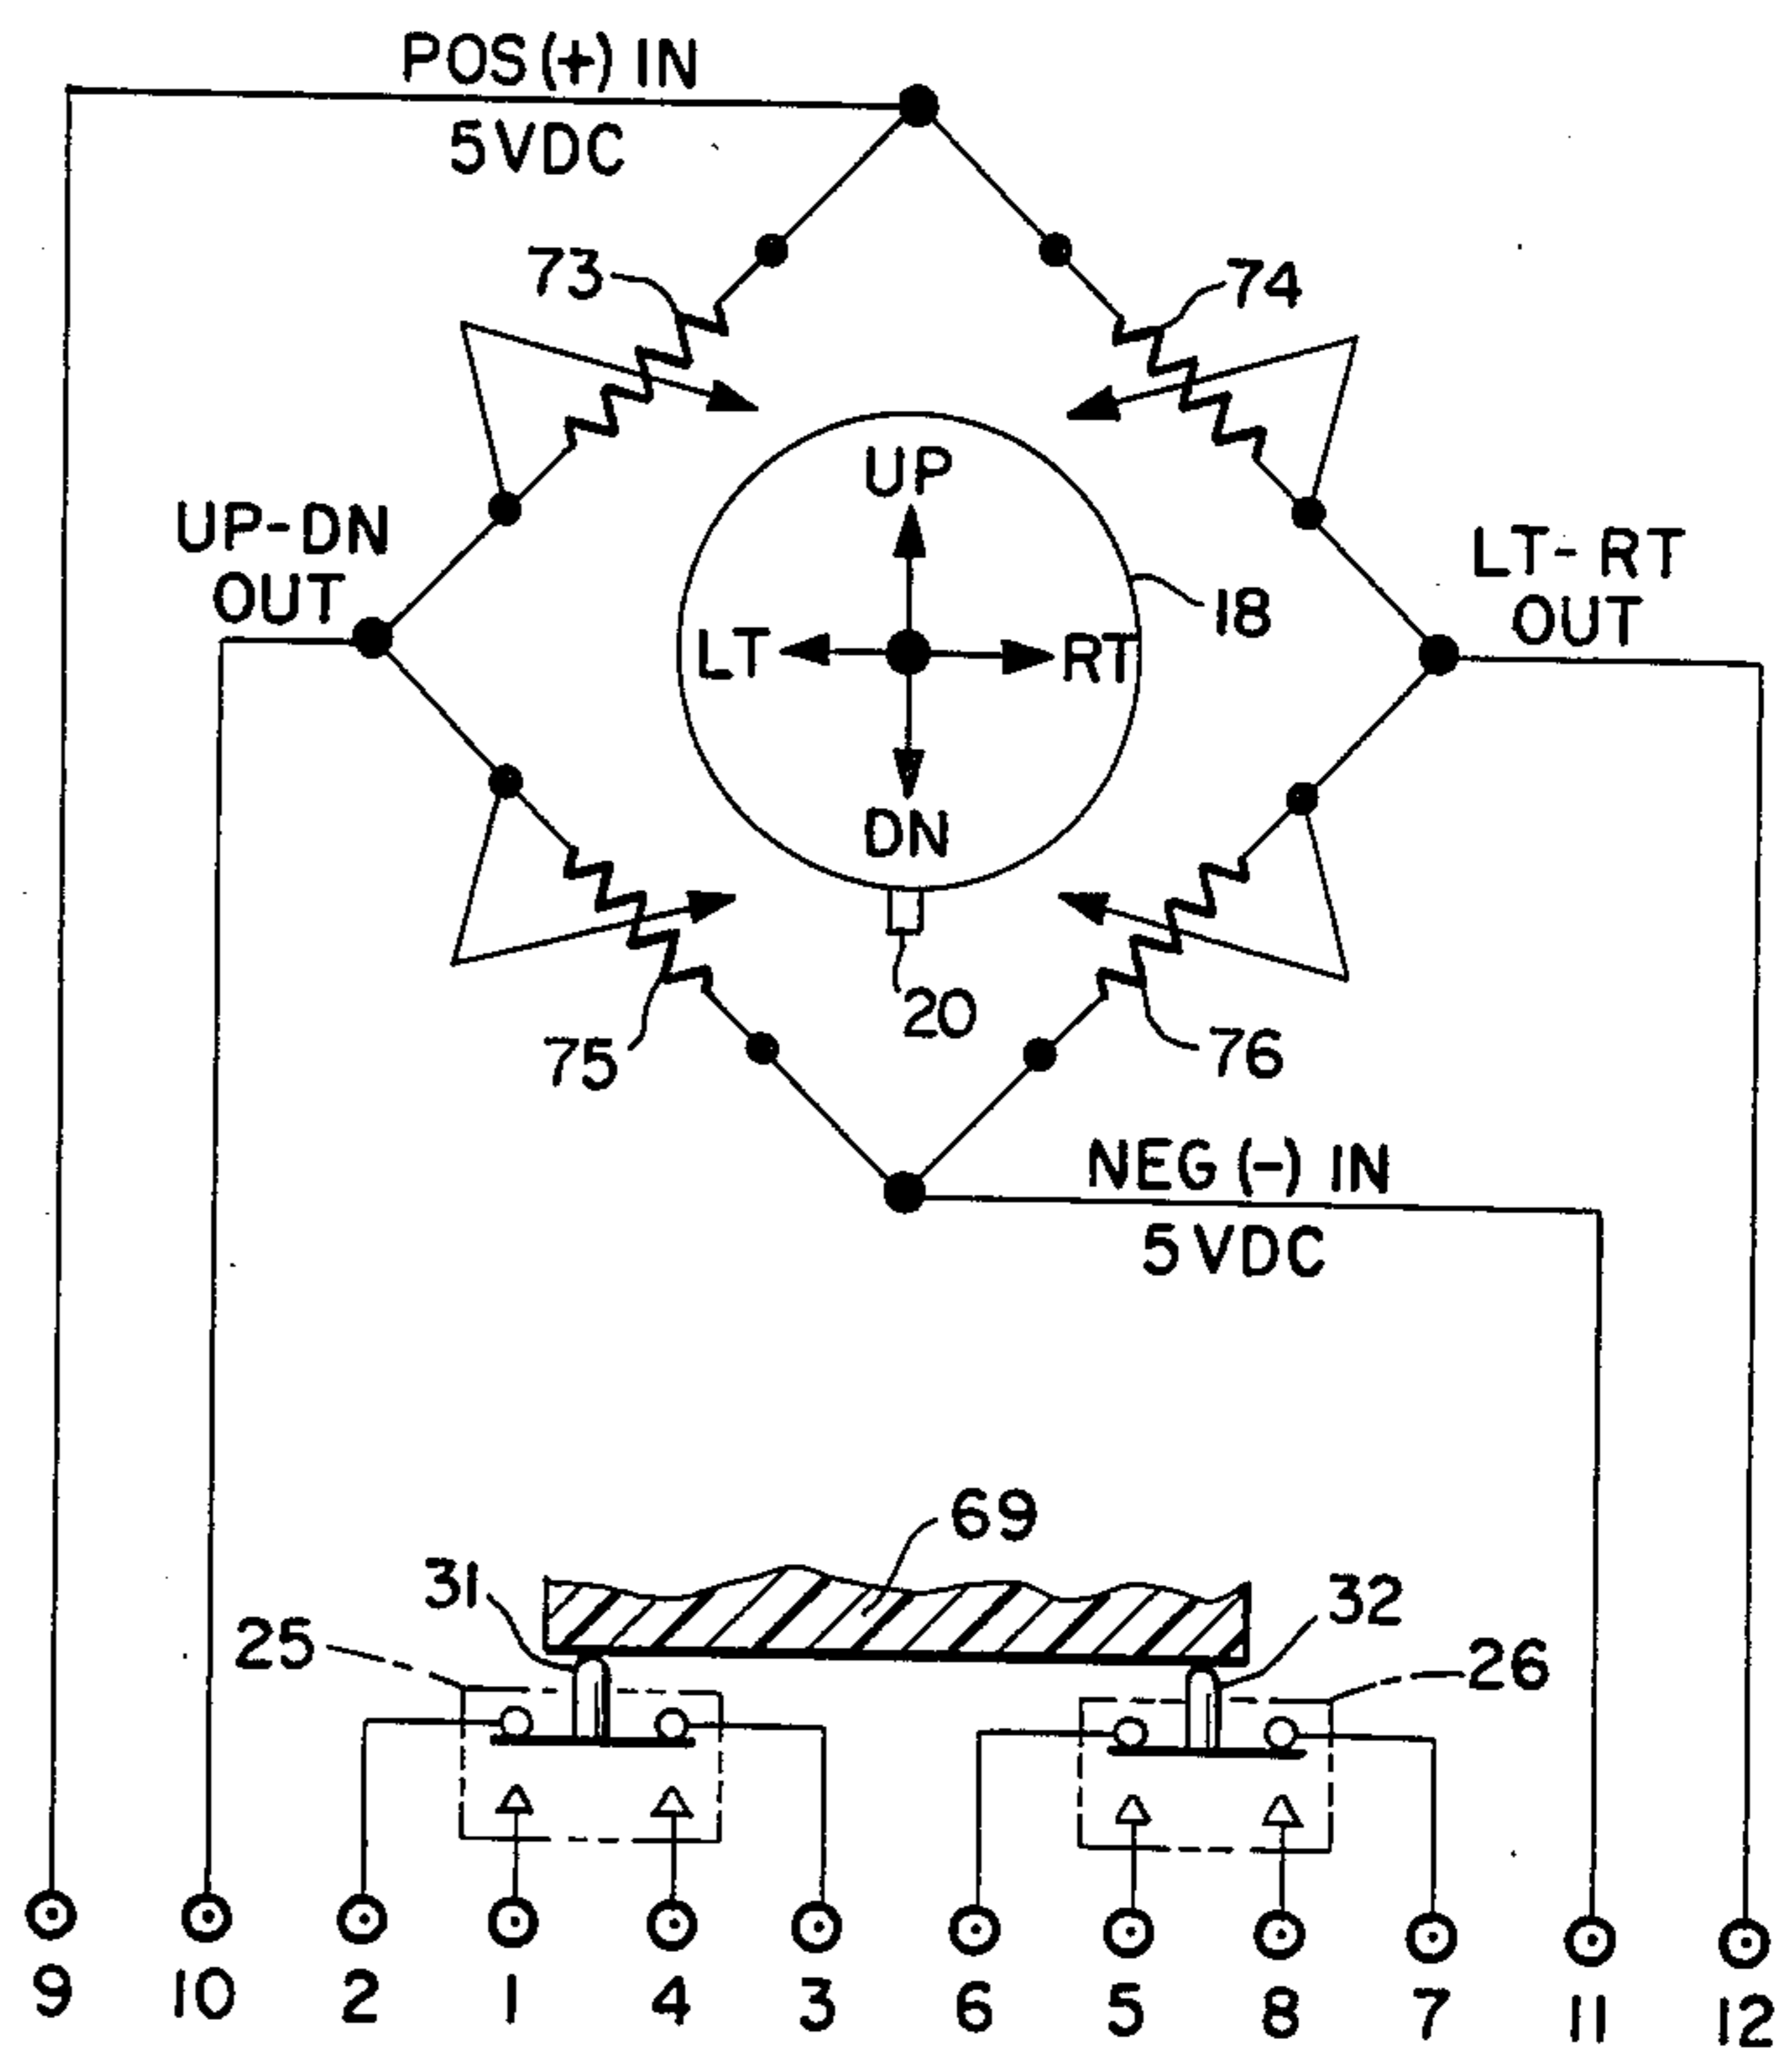 POS(+) IN
5VDC
73
74
UP
UP-DN
OUT
LT-RT
OUT
18
LT
RT
DN
20
75
76
NEG (-) IN
5 VDC
69
31
32
25
26
9 10 2 1 4 3 6 5 8 7 11 12